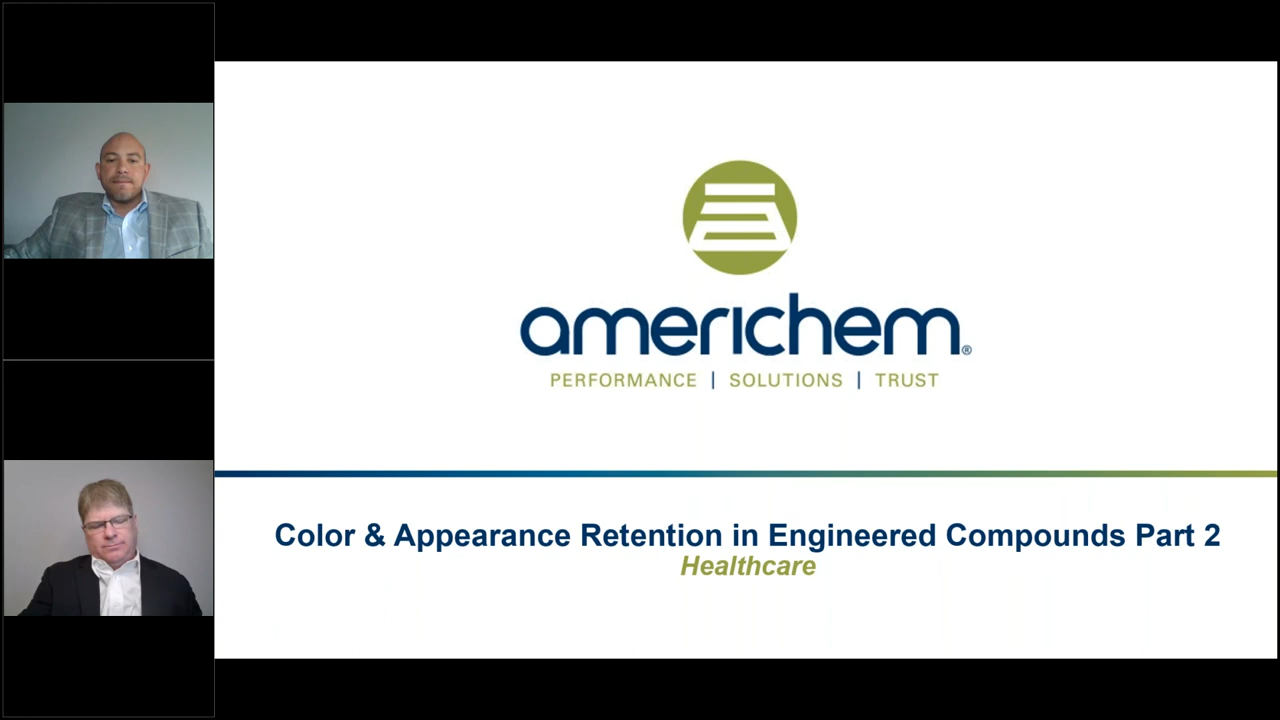 americhem®
PERFORMANCE | SOLUTIONS | TRUST
Color & Appearance Retention in Engineered Compounds Part 2
Healthcare